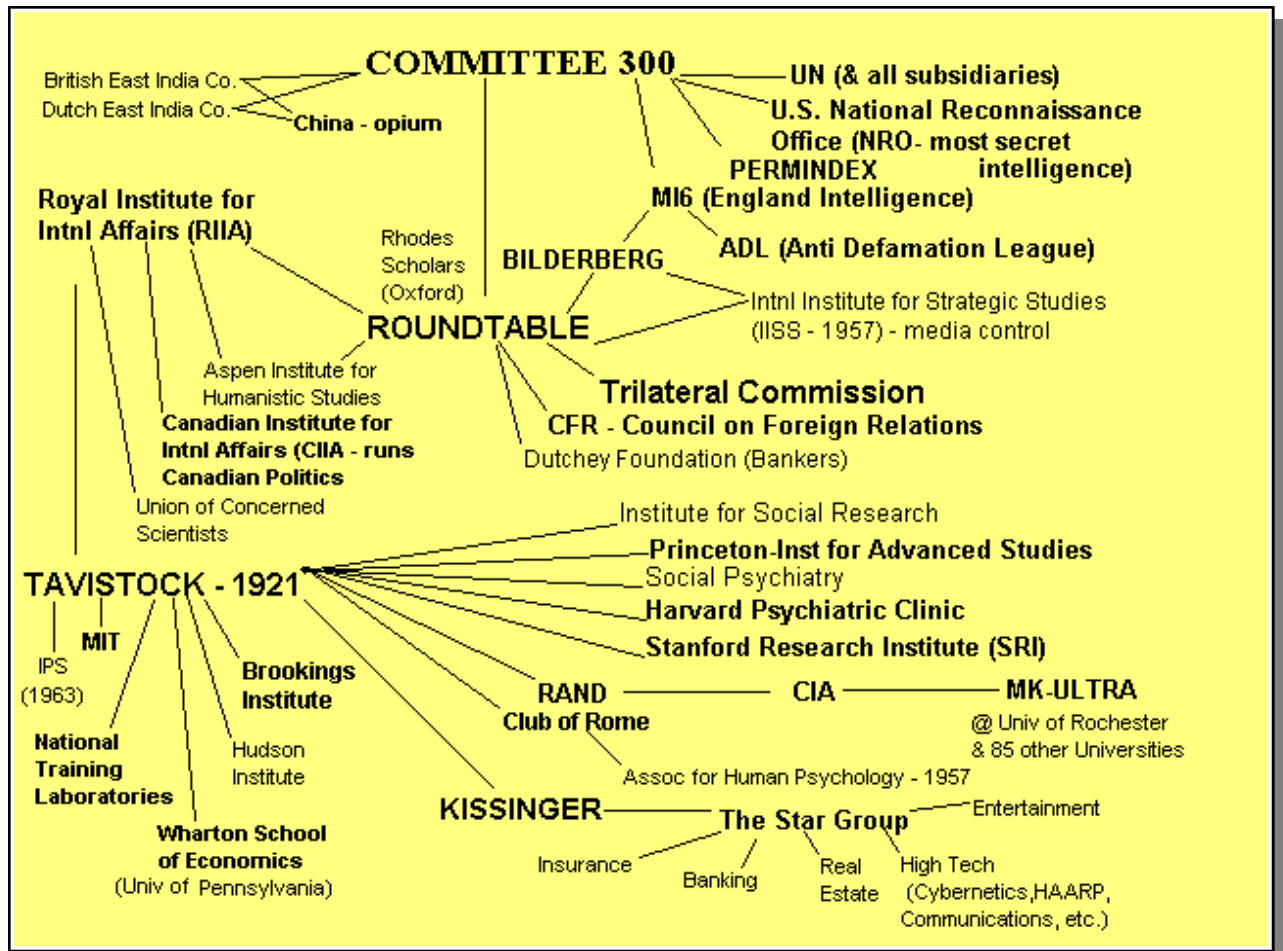 COMMITTEE 300
British East India Co.
Dutch East India Co.
China - opium
UN (& all subsidiaries)
U.S. National Reconnaissance
Office (NRO- most secret
intelligence)
PERMINDEX
MI6 (England Intelligence)
ADL (Anti Defamation League)
Royal Institute for
Intnl Affairs (RIIA)
Rhodes
Scholars
(Oxford)
BILDERBERG
Intnl Institute for Strategic Studies
(IISS - 1957) - media control
ROUNDTABLE
Aspen Institute for
Humanistic Studies
Trilateral Commission
CFR - Council on Foreign Relations
Dutchey Foundation (Bankers)
Canadian Institute for
Intnl Affairs (CIIA - runs
Canadian Politics
Union of Concerned
Scientists
Institute for Social Research
Princeton-Inst for Advanced Studies
Social Psychiatry
Harvard Psychiatric Clinic
Stanford Research Institute (SRI)
TAVISTOCK - 1921
MIT
IPS
(1963)
Brookings
Institute
RAND
CIA
MK-ULTRA
@ Univ of Rochester
& 85 other Universities
Club of Rome
National
Training
Laboratories
Hudson
Institute
Assoc for Human Psychology - 1957
KISSINGER
The Star Group
Entertainment
Wharton School
of Economics
(Univ of Pennsylvania)
Insurance
Banking
Real
Estate
High Tech
(Cybernetics,HAARP,
Communications, etc.)